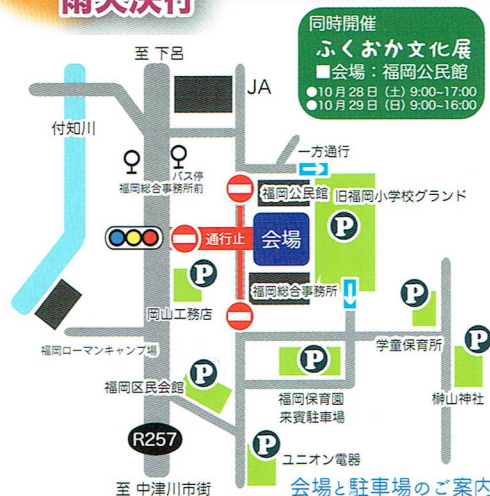 雨天決行
同時開催
ふくおか文化展
■会場：福岡公民館
●10月28日（土）9:00~17:00
●10月29日（日）9:00~16:00
至 下呂
JA
付知川
一方通行
バス停
福岡総合事務所前
福岡公民館
旧福岡小学校グランド
P
通行止
会場
P
福岡総合事務所
岡山工務店
P
学童保育所
福岡ローマンキャンプ場
P
福岡区民会館
P
福岡保育園
来賓駐車場
P
榊山神社
R257
P
ユニオン電器
至 中津川市街
会場と駐車場のご案内